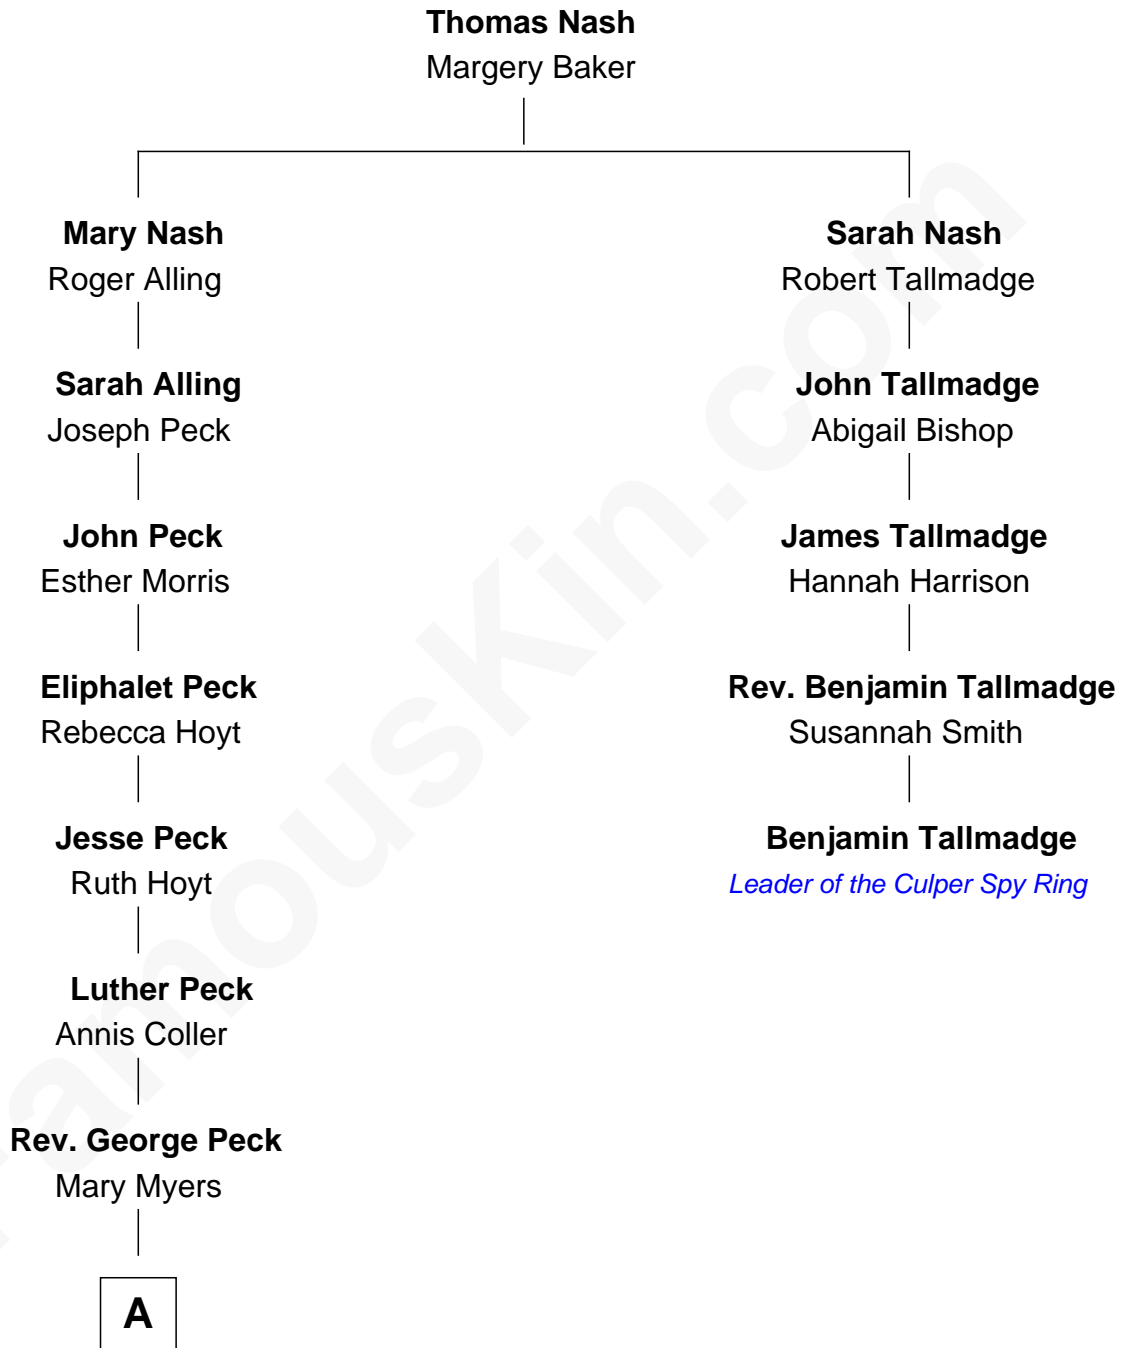 Thomas Nash
Margery Baker
Mary Nash
Roger Alling
Sarah Nash
Robert Tallmadge
Sarah Alling
Joseph Peck
John Tallmadge
Abigail Bishop
John Peck
Esther Morris
James Tallmadge
Hannah Harrison
Eliphalet Peck
Rebecca Hoyt
Rev. Benjamin Tallmadge
Susannah Smith
Jesse Peck
Ruth Hoyt
Benjamin Tallmadge
Leader of the Culper Spy Ring
Luther Peck
Annis Coller
Rev. George Peck
Mary Myers
A
FamousKin.com